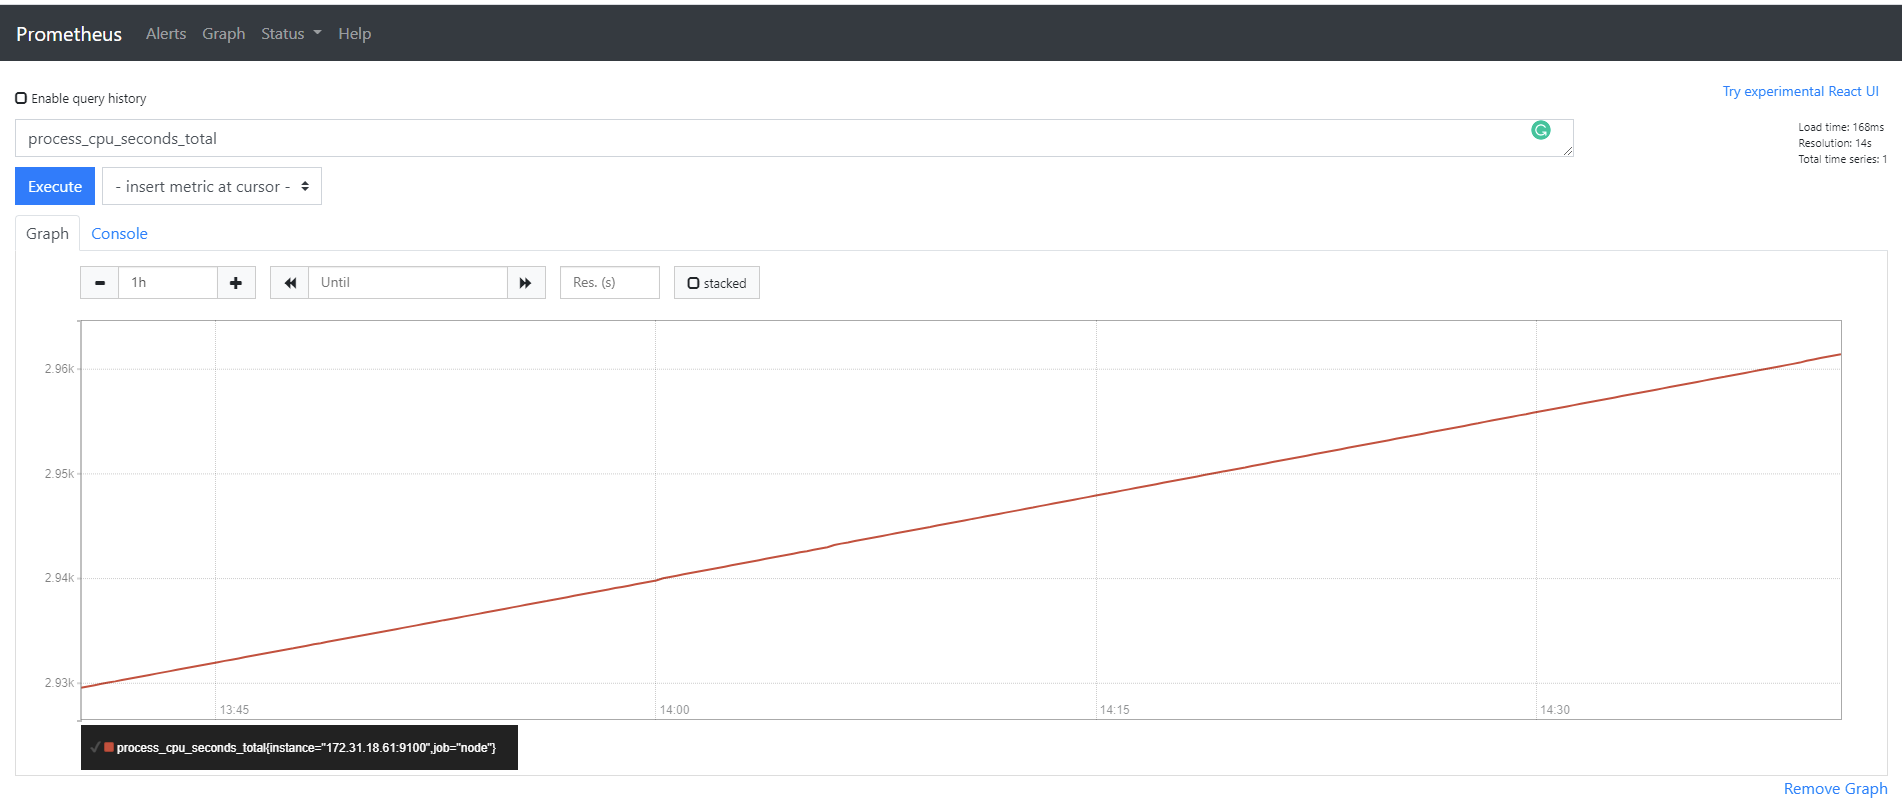 Prometheus Alerts Graph Status Help
Enable query history
Try experimental React UI
process_cpu_seconds_total
Load time: 168ms
Resolution: 14s
Total time series: 1
Execute - insert metric at cursor -
Graph Console
1h Until Res. (s) stacked
2.96k
2.95k
2.94k
2.93k
13:45 14:00 14:15 14:30
process_cpu_seconds_total{instance="172.31.18.61:9100",job="node"}
Remove Graph